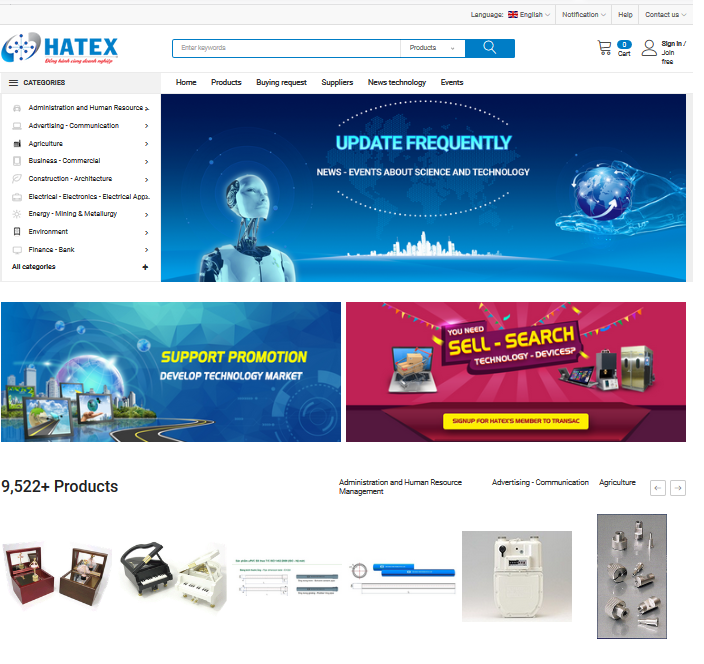 Language: English
Notification
Help
Contact us
HATEX
Đồng hành cùng doanh nghiệp
Enter keywords
Products
0
Cart
Sign in /
Join
free
CATEGORIES
Home
Products
Buying request
Suppliers
News technology
Events
Administration and Human Resource
Advertising - Communication
Agriculture
Business - Commercial
Construction - Architecture
Electrical - Electronics - Electrical App
Energy - Mining & Metallurgy
Environment
Finance - Bank
All categories +
UPDATE FREQUENTLY
NEWS - EVENTS ABOUT SCIENCE AND TECHNOLOGY
SUPPORT PROMOTION
DEVELOP TECHNOLOGY MARKET
YOU NEED
SELL - SEARCH
TECHNOLOGY - DEVICES?
SIGNUP FOR HATEX'S MEMBER TO TRANSAC
9,522+ Products
Administration and Human Resource
Management
Advertising - Communication
Agriculture